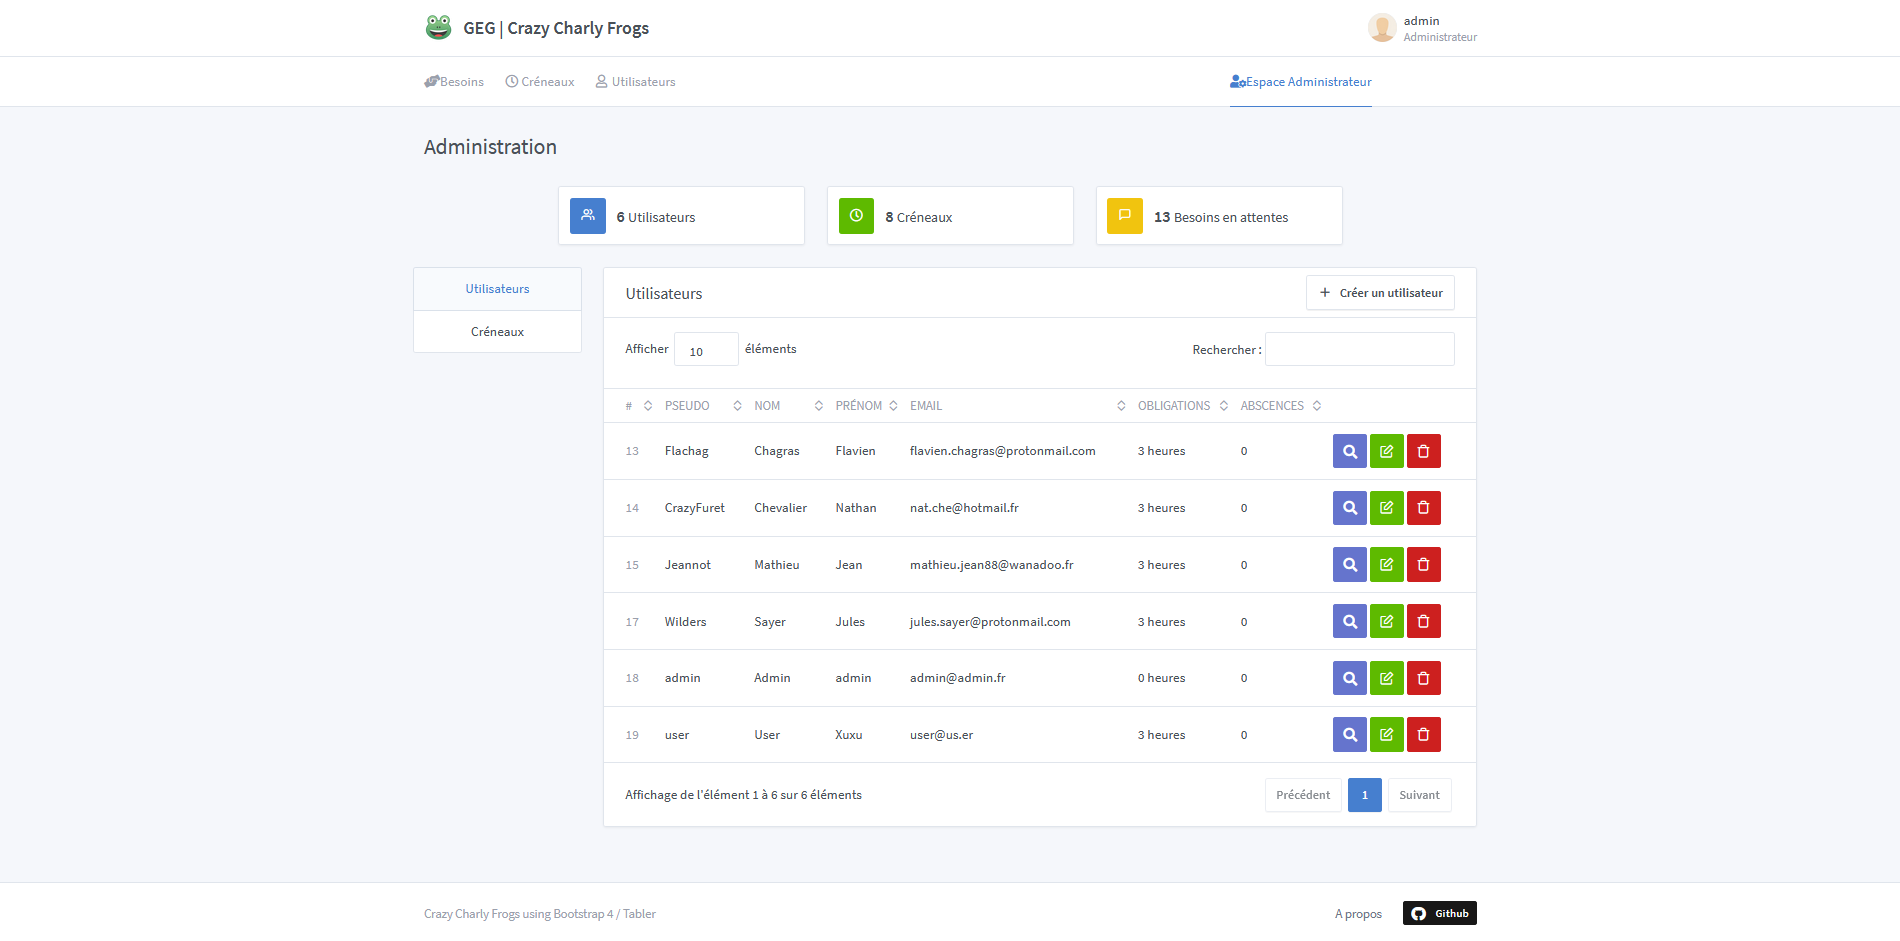 GEG | Crazy Charly Frogs
admin
Administrateur
Besoins Créneaux Utilisateurs Espace Administrateur
Administration
6 Utilisateurs
8 Créneaux
13 Besoins en attentes
Utilisateurs
Créneaux
Utilisateurs
Créer un utilisateur
Afficher 10 éléments
Rechercher :
# PSEUDO NOM PRÉNOM EMAIL OBLIGATIONS ABSCENCES
13 Flachag Chagras Flavien flavien.chagras@protonmail.com 3 heures 0
14 CrazyFuret Chevalier Nathan nat.che@hotmail.fr 3 heures 0
15 Jeannot Mathieu Jean mathieu.jean88@wanadoo.fr 3 heures 0
17 Wilders Sayer Jules jules.sayer@protonmail.com 3 heures 0
18 admin Admin admin admin@admin.fr 0 heures 0
19 user User Xuxu user@us.er 3 heures 0
Affichage de l'élément 1 à 6 sur 6 éléments
Précédent 1 Suivant
Crazy Charly Frogs using Bootstrap 4 / Tabler
A propos
Github